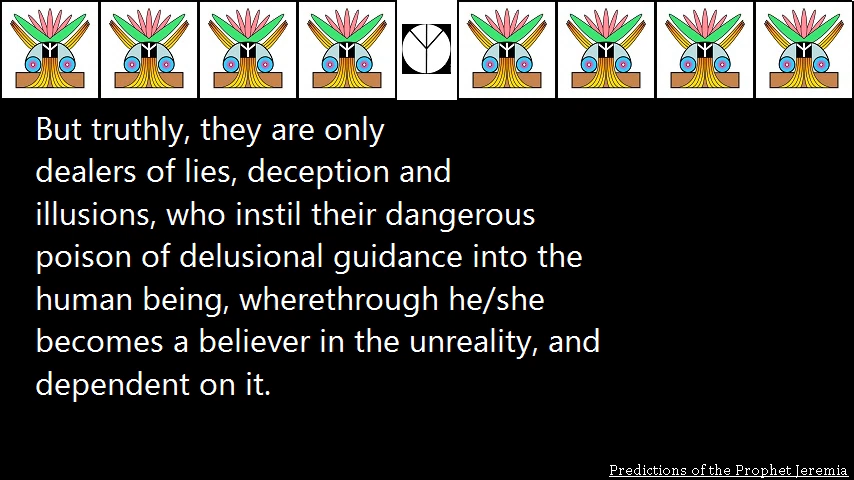 But truthly, they are only
dealers of lies, deception and
illusions, who instil their dangerous
poison of delusional guidance into the
human being, wherethrough he/she
becomes a believer in the unreality, and
dependent on it.
Predictions of the Prophet Jeremia